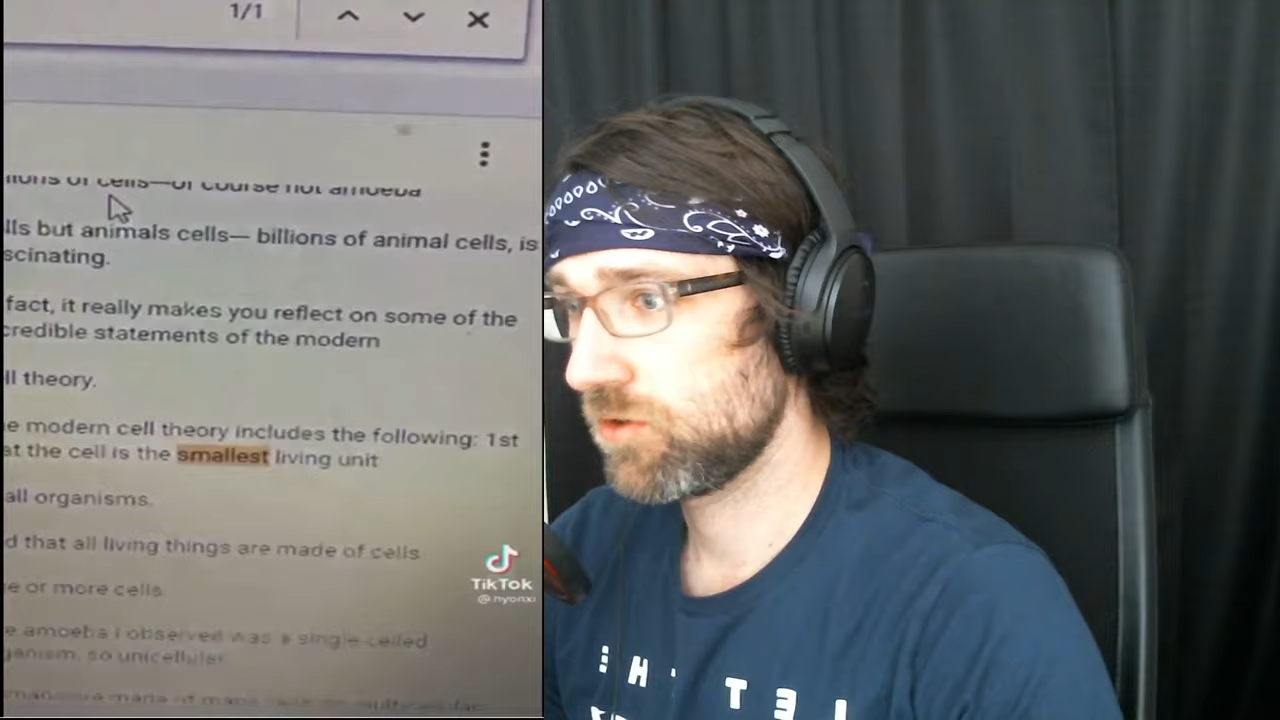 1/1
of cells—of course not amoeba
lls but animals cells— billions of animal cells, is
scinating.
fact, it really makes you reflect on some of the
credible statements of the modern
ll theory.
e modern cell theory includes the following: 1st
at the cell is the smallest living unit
all organisms.
d that all living things are made of cells
e or more cells
e amoeba I observed was a single-celled
ganism, so unicellular
TikTok